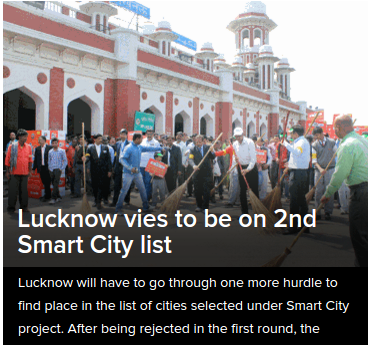 Lucknow vies to be on 2nd
Smart City list
Lucknow will have to go through one more hurdle to
find place in the list of cities selected under Smart City
project. After being rejected in the first round, the